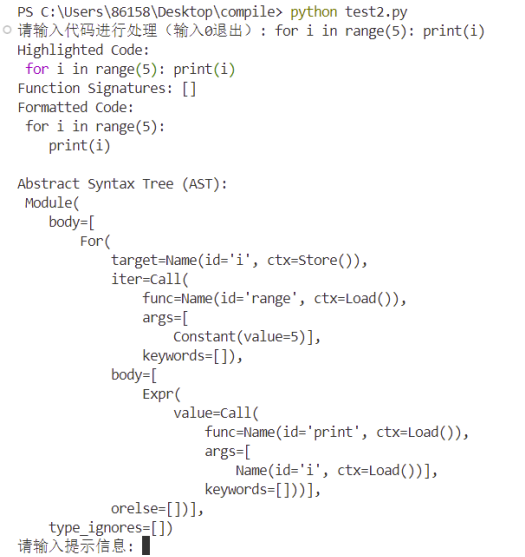 PS C:\Users\86158\Desktop\compile> python test2.py
请输入代码进行处理（输入0退出）: for i in range(5): print(i)
Highlighted Code:
 for i in range(5): print(i)
Function Signatures: []
Formatted Code:
 for i in range(5):
    print(i)

Abstract Syntax Tree (AST):
 Module(
    body=[
        For(
            target=Name(id='i', ctx=Store()),
            iter=Call(
                func=Name(id='range', ctx=Load()),
                args=[
                    Constant(value=5)],
                keywords=[]),
            body=[
                Expr(
                    value=Call(
                        func=Name(id='print', ctx=Load()),
                        args=[
                            Name(id='i', ctx=Load())],
                        keywords=[]))],
            orelse=[])],
    type_ignores=[])
请输入提示信息: